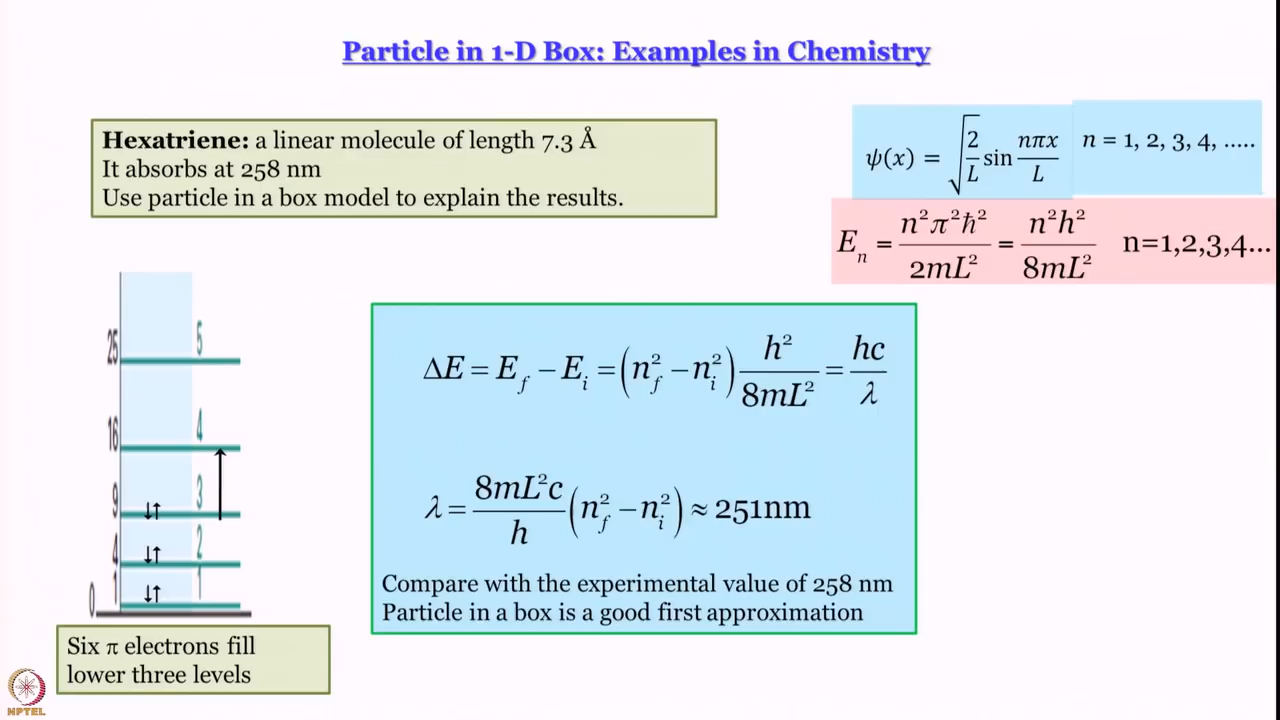 Particle in 1-D Box: Examples in Chemistry
Hexatriene: a linear molecule of length 7.3 Å
It absorbs at 258 nm
Use particle in a box model to explain the results.
ψ(x) = √(2/L) sin nπx/L   n = 1, 2, 3, 4, .....
Eₙ = n²π²ħ²/2mL² = n²h²/8mL²   n=1,2,3,4...
25 5
16 4
9 3
4 2
1 1
0
ΔE = E_f − E_i = (n_f² − n_i²) h²/8mL² = hc/λ
λ = 8mL²c/h (n_f² − n_i²) ≈ 251nm
Compare with the experimental value of 258 nm
Particle in a box is a good first approximation
Six π electrons fill
lower three levels
NPTEL